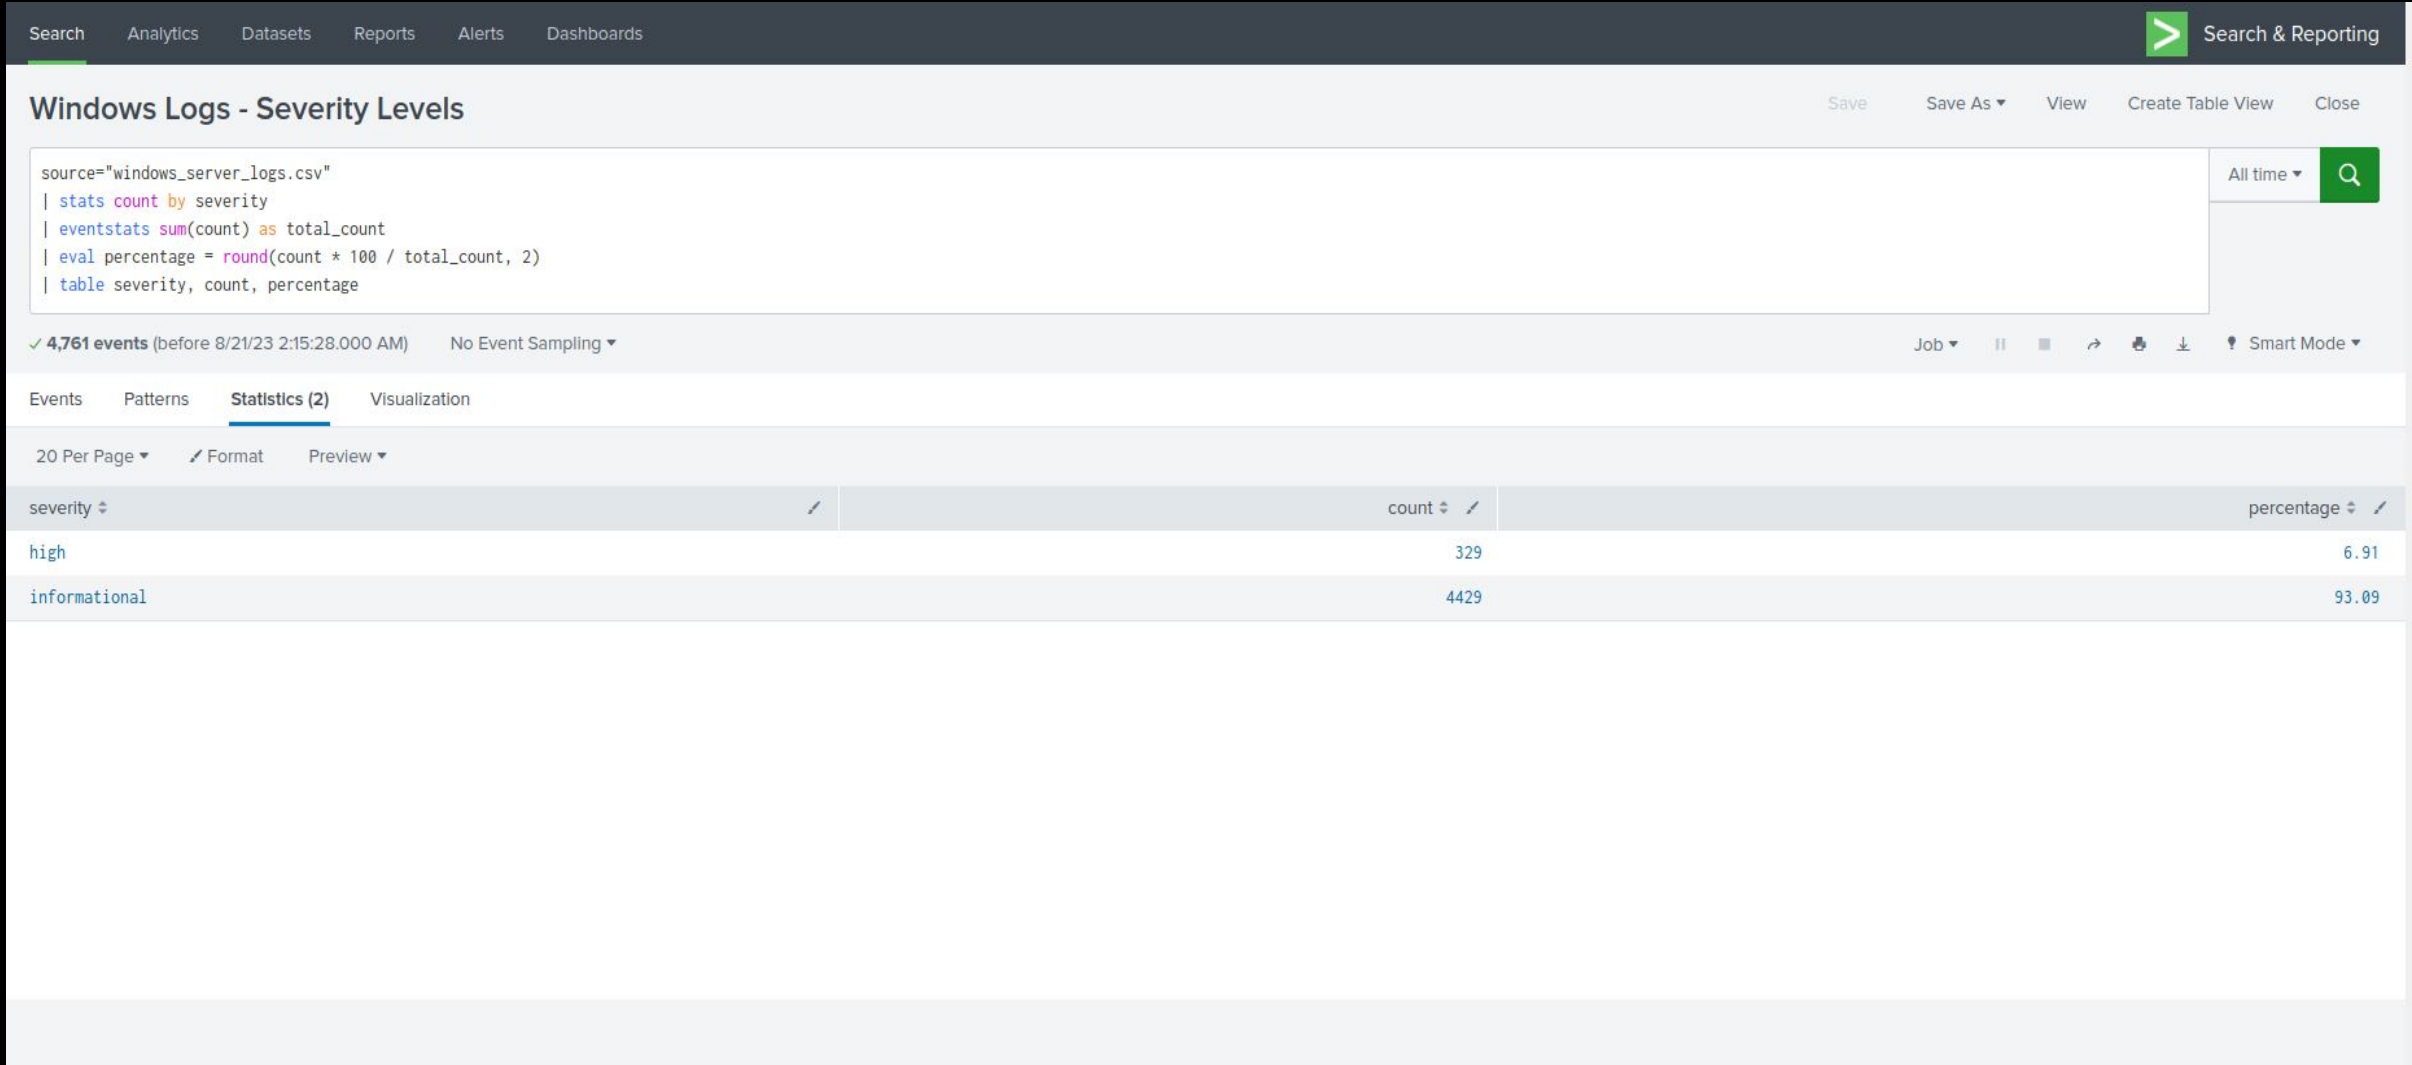 Search Analytics Datasets Reports Alerts Dashboards Search & Reporting
Windows Logs - Severity Levels Save Save As View Create Table View Close
source="windows_server_logs.csv" All time
| stats count by severity
| eventstats sum(count) as total_count
| eval percentage = round(count * 100 / total_count, 2)
| table severity, count, percentage
4,761 events (before 8/21/23 2:15:28.000 AM) No Event Sampling Job Smart Mode
Events Patterns Statistics (2) Visualization
20 Per Page Format Preview
severity count percentage
high 329 6.91
informational 4429 93.09